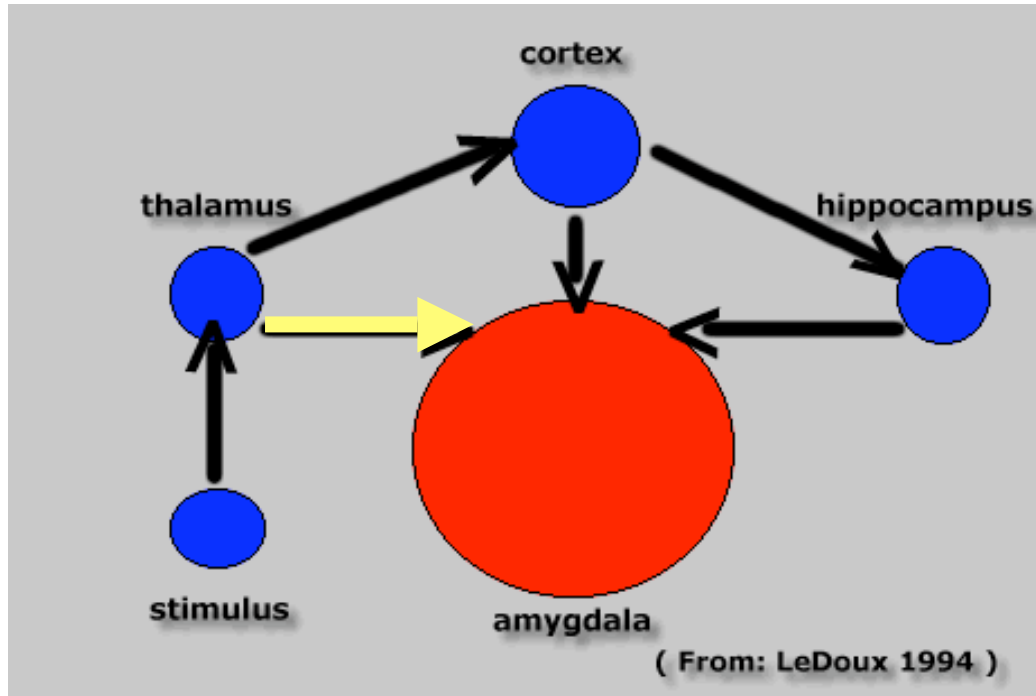 cortex
thalamus
hippocampus
stimulus
amygdala
( From: LeDoux 1994 )